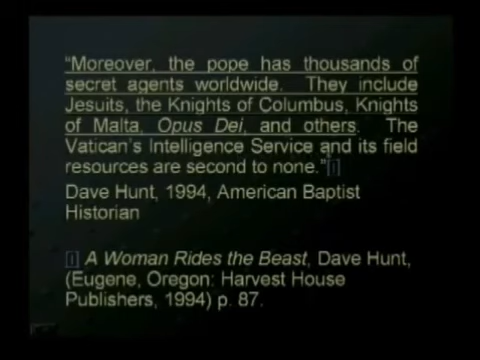 “Moreover, the pope has thousands of
secret agents worldwide. They include
Jesuits, the Knights of Columbus, Knights
of Malta, Opus Dei, and others. The
Vatican’s Intelligence Service and its field
resources are second to none.”[i]
Dave Hunt, 1994, American Baptist
Historian
[i] A Woman Rides the Beast, Dave Hunt,
(Eugene, Oregon: Harvest House
Publishers, 1994) p. 87.